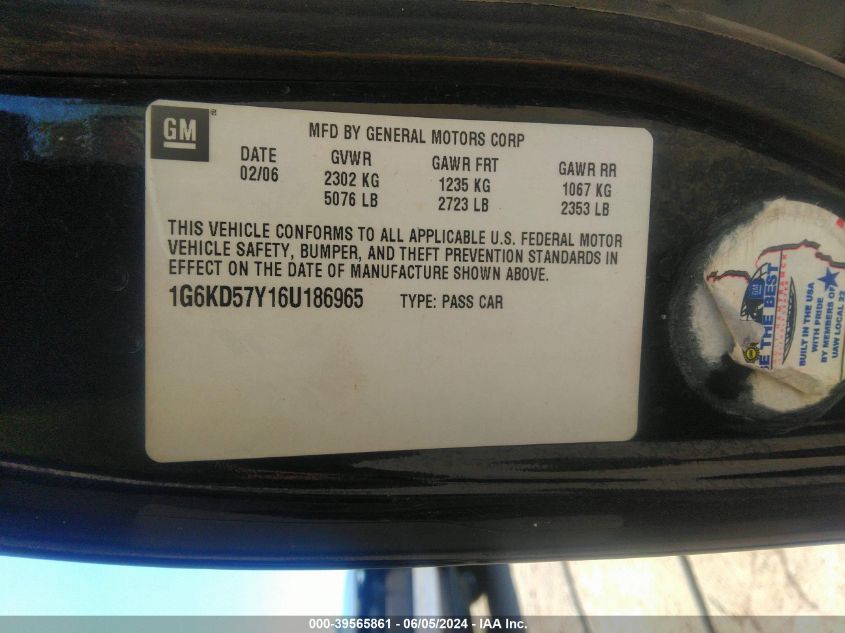 GM
MFD BY GENERAL MOTORS CORP
DATE GVWR GAWR FRT GAWR RR
02/06 2302 KG 1235 KG 1067 KG
5076 LB 2723 LB 2353 LB
THIS VEHICLE CONFORMS TO ALL APPLICABLE U.S. FEDERAL MOTOR
VEHICLE SAFETY, BUMPER, AND THEFT PREVENTION STANDARDS IN
EFFECT ON THE DATE OF MANUFACTURE SHOWN ABOVE.
1G6KD57Y16U186965 TYPE: PASS CAR
THE BEST
BUILT IN THE USA
WITH PRIDE
BY MEMBERS OF
UAW LOCAL 22
000-39565861 / 06/05/2024 - IAA Inc.